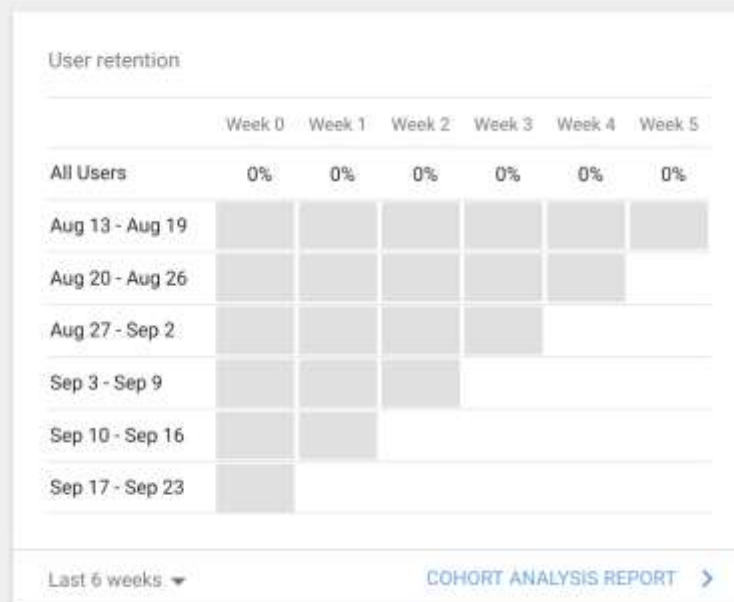 User retention
Week 0 Week 1 Week 2 Week 3 Week 4 Week 5
All Users 0% 0% 0% 0% 0% 0%
Aug 13 - Aug 19
Aug 20 - Aug 26
Aug 27 - Sep 2
Sep 3 - Sep 9
Sep 10 - Sep 16
Sep 17 - Sep 23
Last 6 weeks COHORT ANALYSIS REPORT